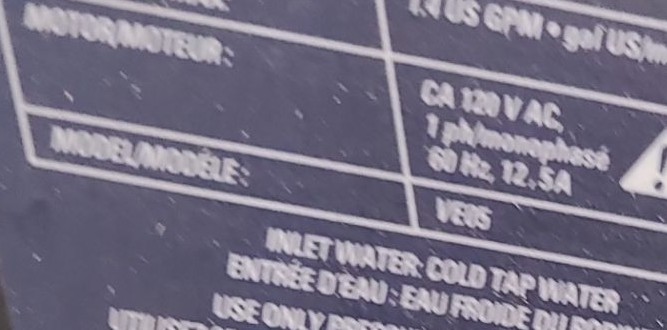 1.4 US GPM • gal US/m
MOTOR/MOTEUR:
CA 120 V AC,
1 ph/monophasé
60 Hz, 12.5A
MODEL/MODÈLE:
VE05
INLET WATER: COLD TAP WATER
ENTRÉE D'EAU : EAU FROIDE DU
USE ONLY